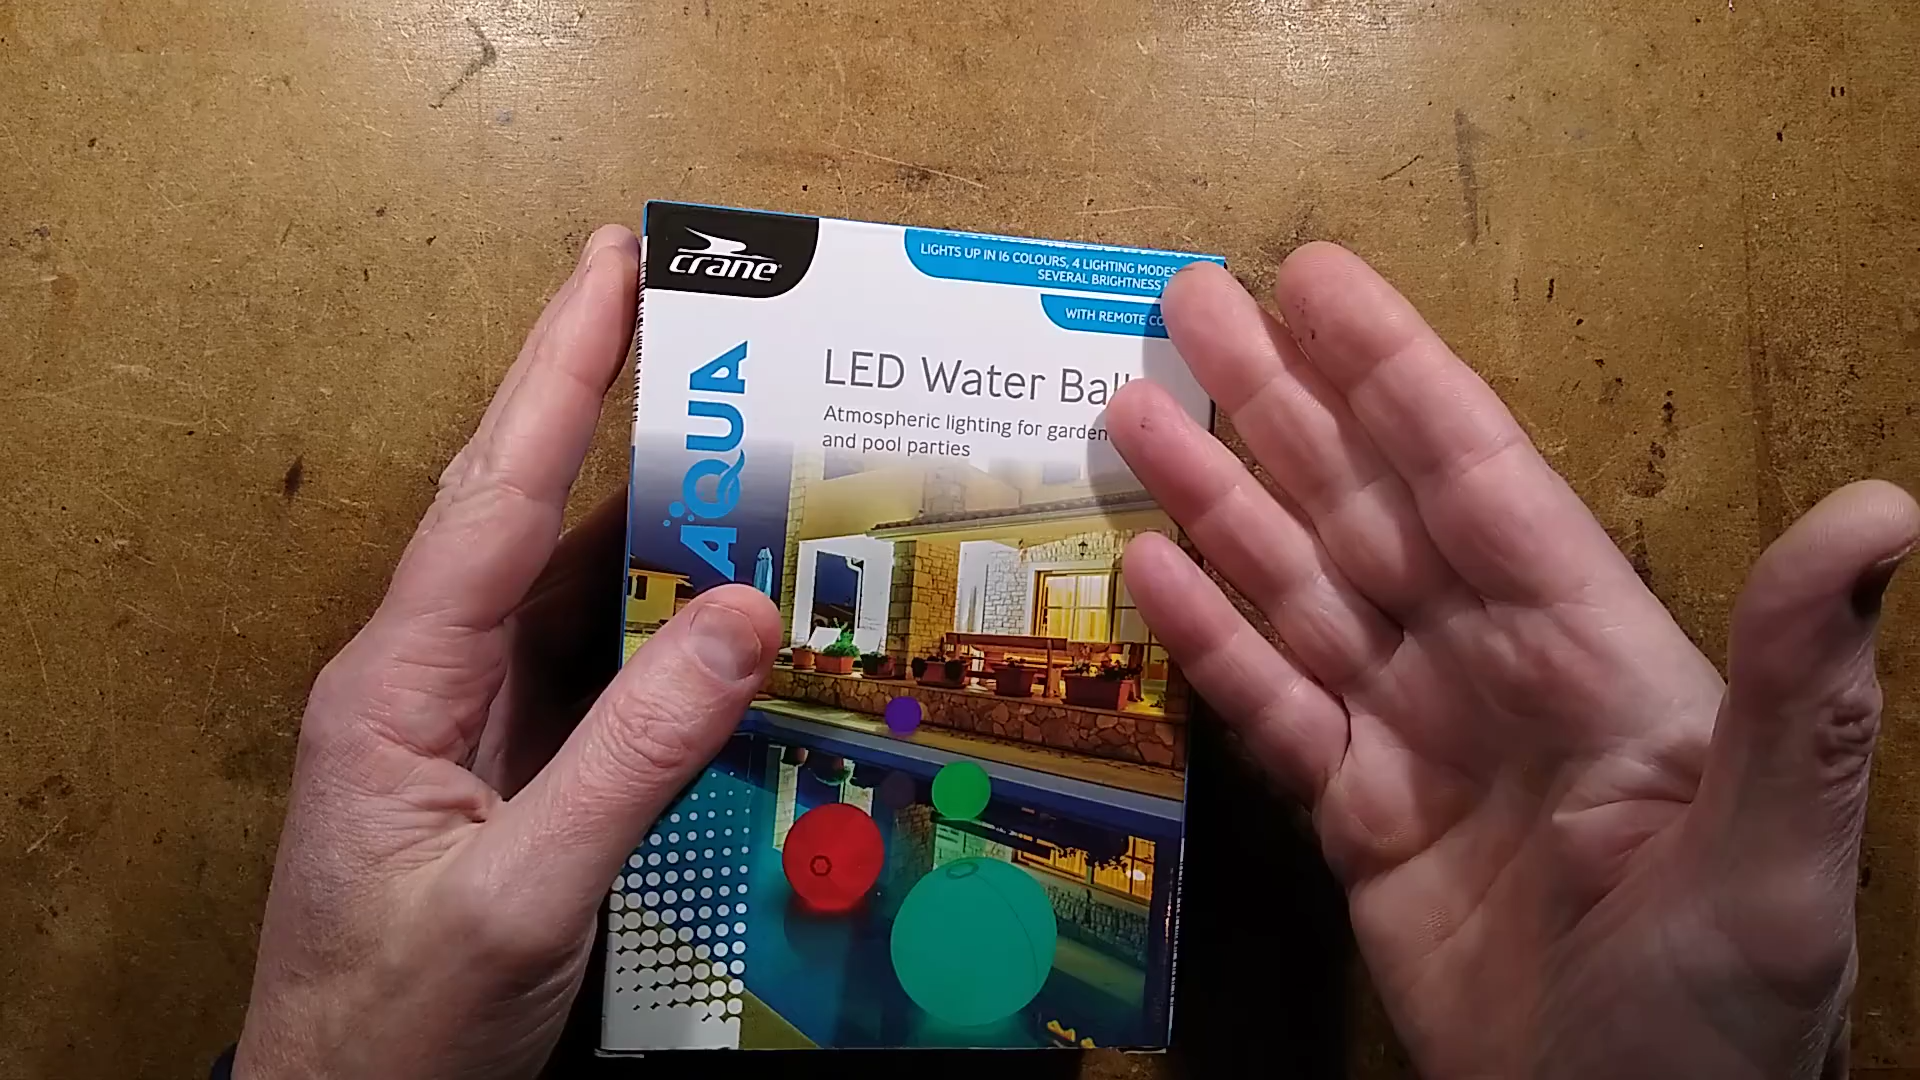 crane
LIGHTS UP IN 16 COLOURS, 4 LIGHTING MODES
SEVERAL BRIGHTNESS
WITH REMOTE
AQUA
LED Water Ball
Atmospheric lighting for garden
and pool parties